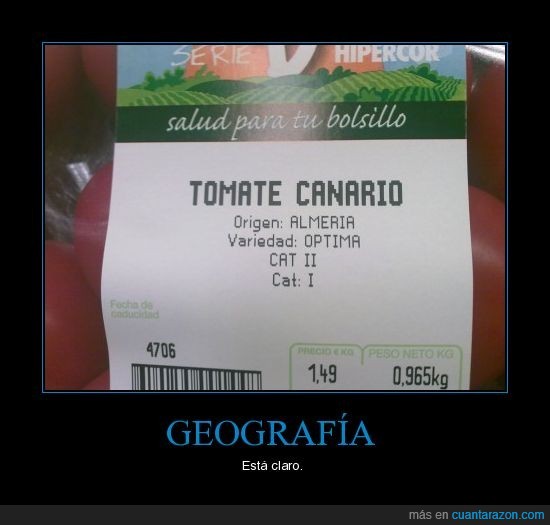 SERIE
HIPERCOR
salud para tu bolsillo
TOMATE CANARIO
Origen: ALMERIA
Variedad: OPTIMA
CAT II
Cat: I
Fecha de
caducidad
4706
PRECIO € KG
PESO NETO KG
1,49
0,965kg
GEOGRAFÍA
Está claro.
más en cuantarazon.com